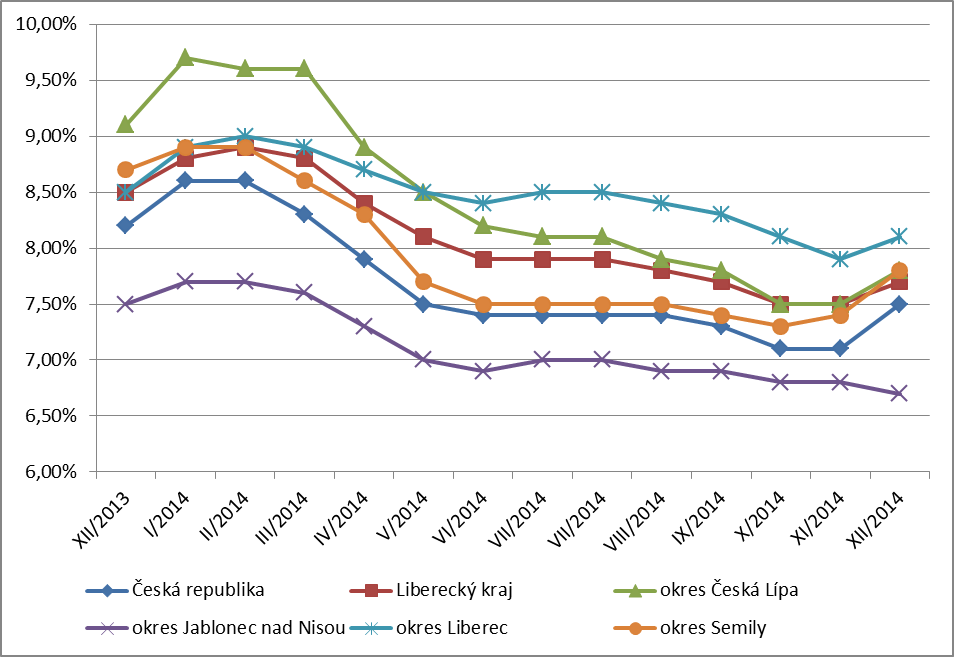 10,00%
9,50%
9,00%
8,50%
8,00%
7,50%
7,00%
6,50%
6,00%
XII/2013
I/2014
II/2014
III/2014
IV/2014
V/2014
VI/2014
VII/2014
VII/2014
VIII/2014
IX/2014
X/2014
XI/2014
XII/2014
Česká republika
Liberecký kraj
okres Česká Lípa
okres Jablonec nad Nisou
okres Liberec
okres Semily